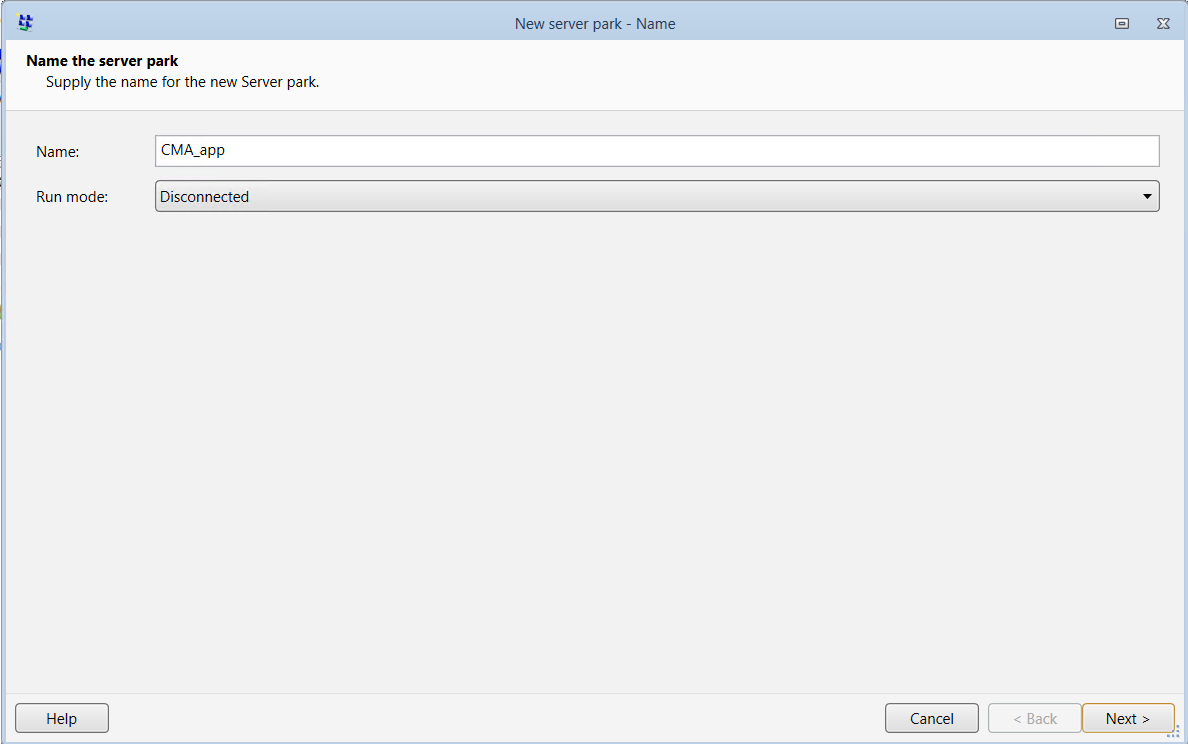 New server park - Name
Name the server park
Supply the name for the new Server park.
Name: CMA_app
Run mode: Disconnected
Help Cancel < Back Next >